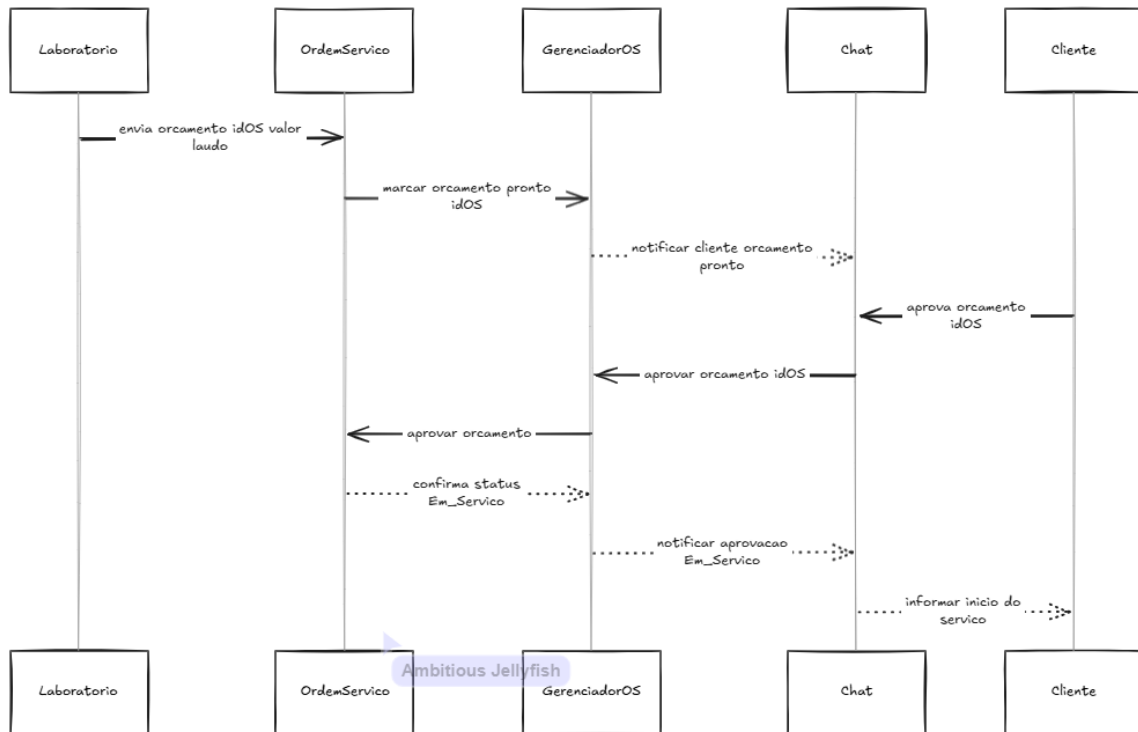 Laboratorio
OrdemServico
GerenciadorOS
Chat
Cliente
envia orcamento idOS valor
laudo
marcar orcamento pronto
idOS
notificar cliente orcamento
pronto
aprova orcamento
idOS
aprovar orcamento idOS
aprovar orcamento
confirma status
Em_Servico
notificar aprovacao
Em_Servico
informar inicio do
servico
Ambitious Jellyfish
Laboratorio
OrdemServico
GerenciadorOS
Chat
Cliente